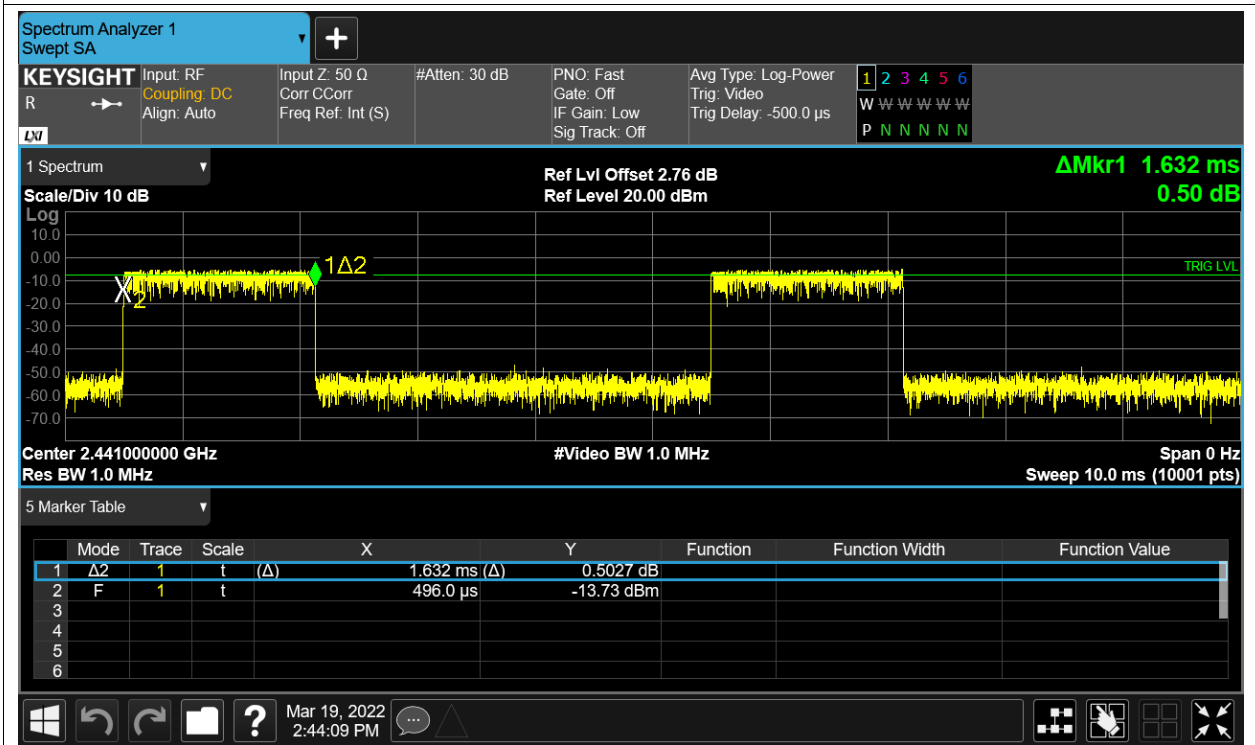 Spectrum Analyzer 1
Swept SA
KEYSIGHT Input: RF Input Z: 50 Ω #Atten: 30 dB PNO: Fast Avg Type: Log-Power 1 2 3 4 5 6
R Coupling: DC Corr CCorr Gate: Off Trig: Video W W W W W W
Align: Auto Freq Ref: Int (S) IF Gain: Low Trig Delay: -500.0 µs
LXI Sig Track: Off P N N N N N
1 Spectrum Ref Lvl Offset 2.76 dB ΔMkr1 1.632 ms
Scale/Div 10 dB Ref Level 20.00 dBm 0.50 dB
Log
10.0
0.00 1Δ2 TRIG LVL
-10.0
X2
-20.0
-30.0
-40.0
-50.0
-60.0
-70.0
Center 2.441000000 GHz #Video BW 1.0 MHz Span 0 Hz
Res BW 1.0 MHz Sweep 10.0 ms (10001 pts)
5 Marker Table
Mode Trace Scale X Y Function Function Width Function Value
1 Δ2 1 t (Δ) 1.632 ms (Δ) 0.5027 dB
2 F 1 t 496.0 µs -13.73 dBm
3
4
5
6
? Mar 19, 2022
2:44:09 PM